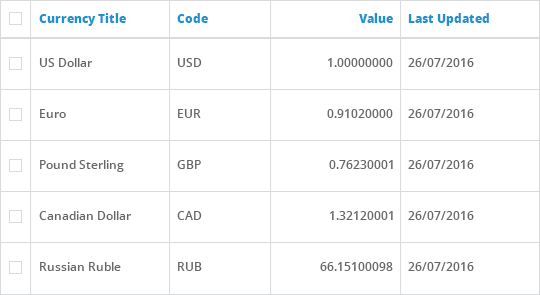 Currency Title Code Value Last Updated
US Dollar USD 1.00000000 26/07/2016
Euro EUR 0.91020000 26/07/2016
Pound Sterling GBP 0.76230001 26/07/2016
Canadian Dollar CAD 1.32120001 26/07/2016
Russian Ruble RUB 66.15100098 26/07/2016